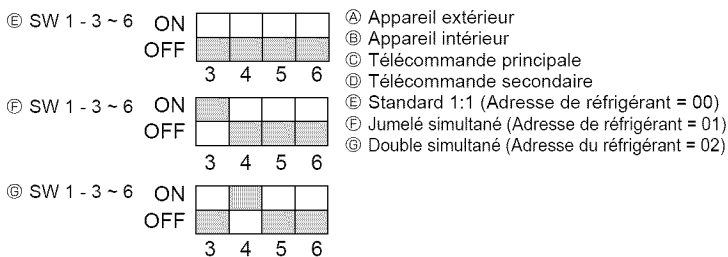 Ⓔ SW 1 - 3 ~ 6 ON
OFF
3 4 5 6
Ⓕ SW 1 - 3 ~ 6 ON
OFF
3 4 5 6
Ⓖ SW 1 - 3 ~ 6 ON
OFF
3 4 5 6
Ⓐ Appareil extérieur
Ⓑ Appareil intérieur
Ⓒ Télécommande principale
Ⓓ Télécommande secondaire
Ⓔ Standard 1:1 (Adresse de réfrigérant = 00)
Ⓕ Jumelé simultané (Adresse de réfrigérant = 01)
Ⓖ Double simultané (Adresse du réfrigérant = 02)